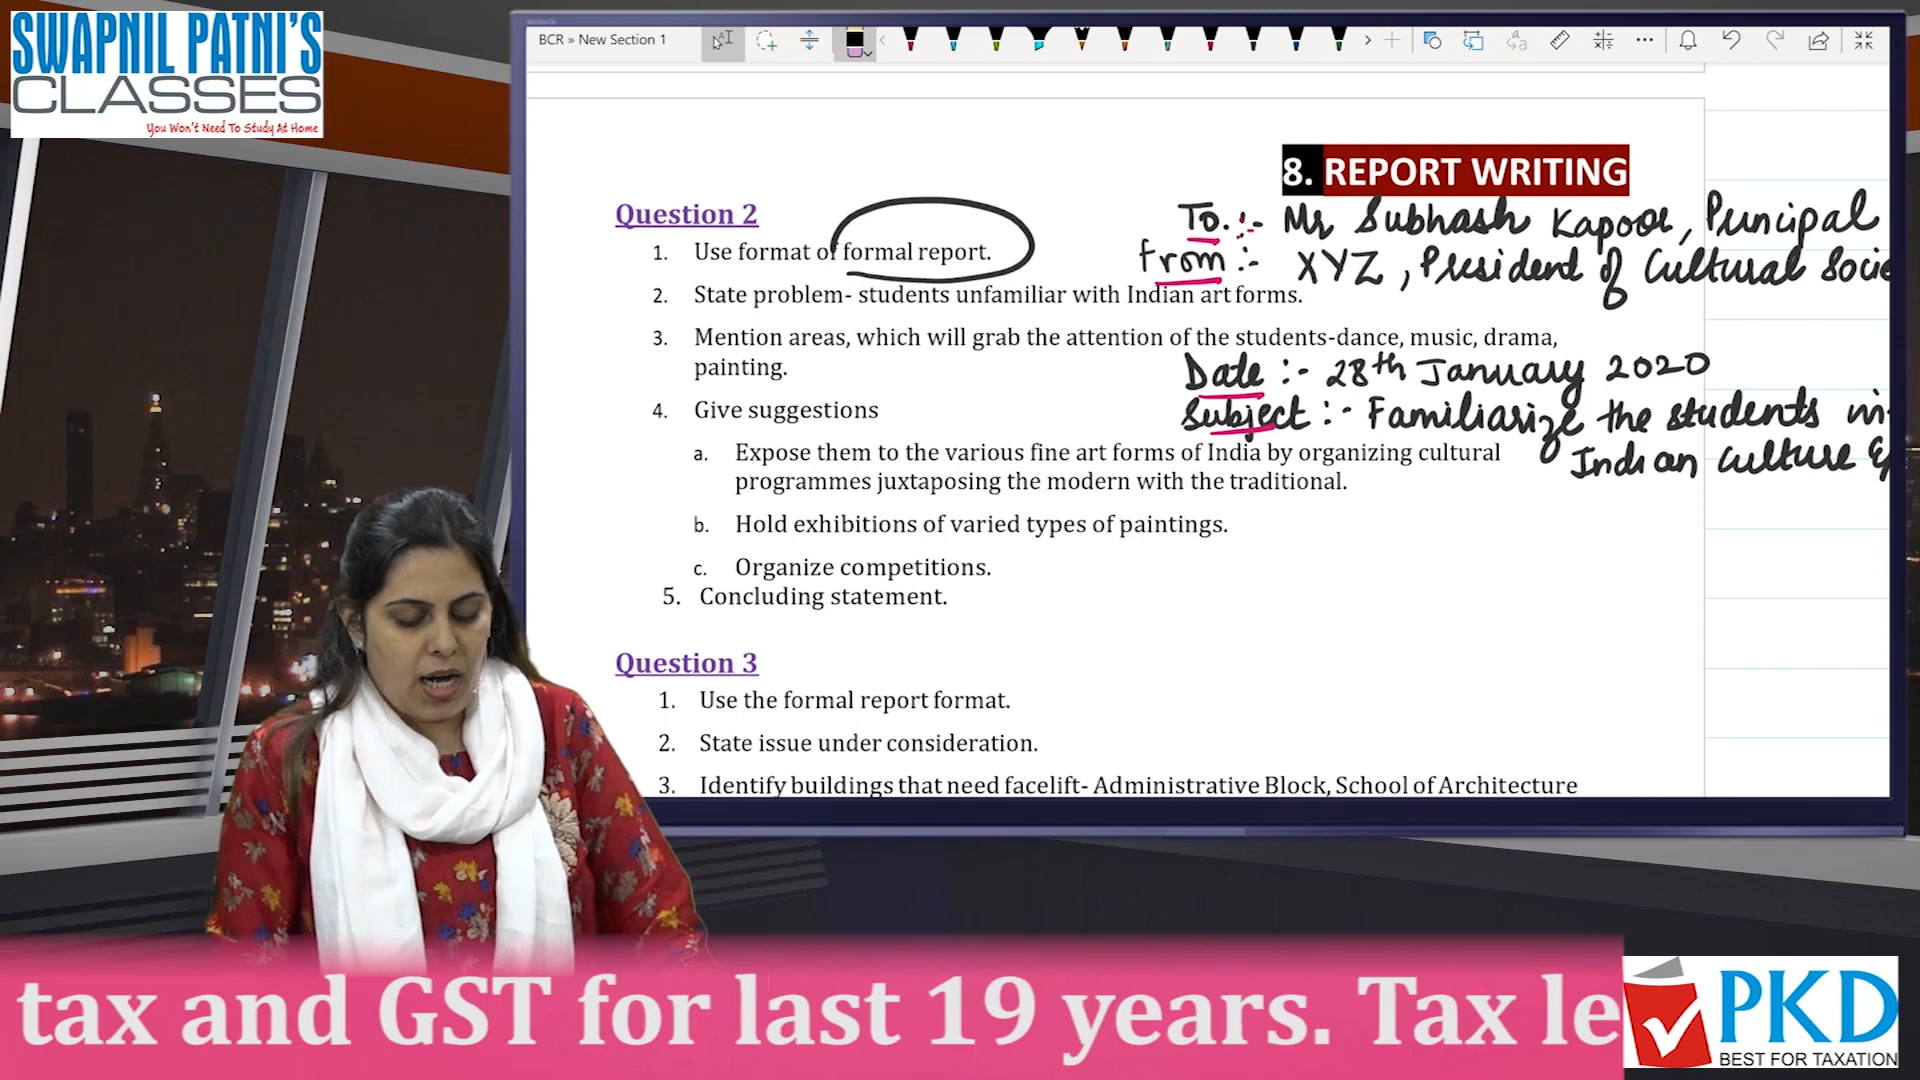 SWAPNIL PATNI'S
CLASSES
You Won't Need To Study At Home
BCR » New Section 1
8. REPORT WRITING
Question 2
To. :- Mr Subhash Kapoor, Principal
1. Use format of formal report.
From :- XYZ, President of Cultural Socie
2. State problem- students unfamiliar with Indian art forms.
3. Mention areas, which will grab the attention of the students-dance, music, drama,
painting.
Date :- 28th January 2020
4. Give suggestions
Subject :- Familiarize the students
a. Expose them to the various fine art forms of India by organizing cultural
Indian Culture &
programmes juxtaposing the modern with the traditional.
b. Hold exhibitions of varied types of paintings.
c. Organize competitions.
5. Concluding statement.
Question 3
1. Use the formal report format.
2. State issue under consideration.
3. Identify buildings that need facelift- Administrative Block, School of Architecture
tax and GST for last 19 years. Tax le
PKD
BEST FOR TAXATION